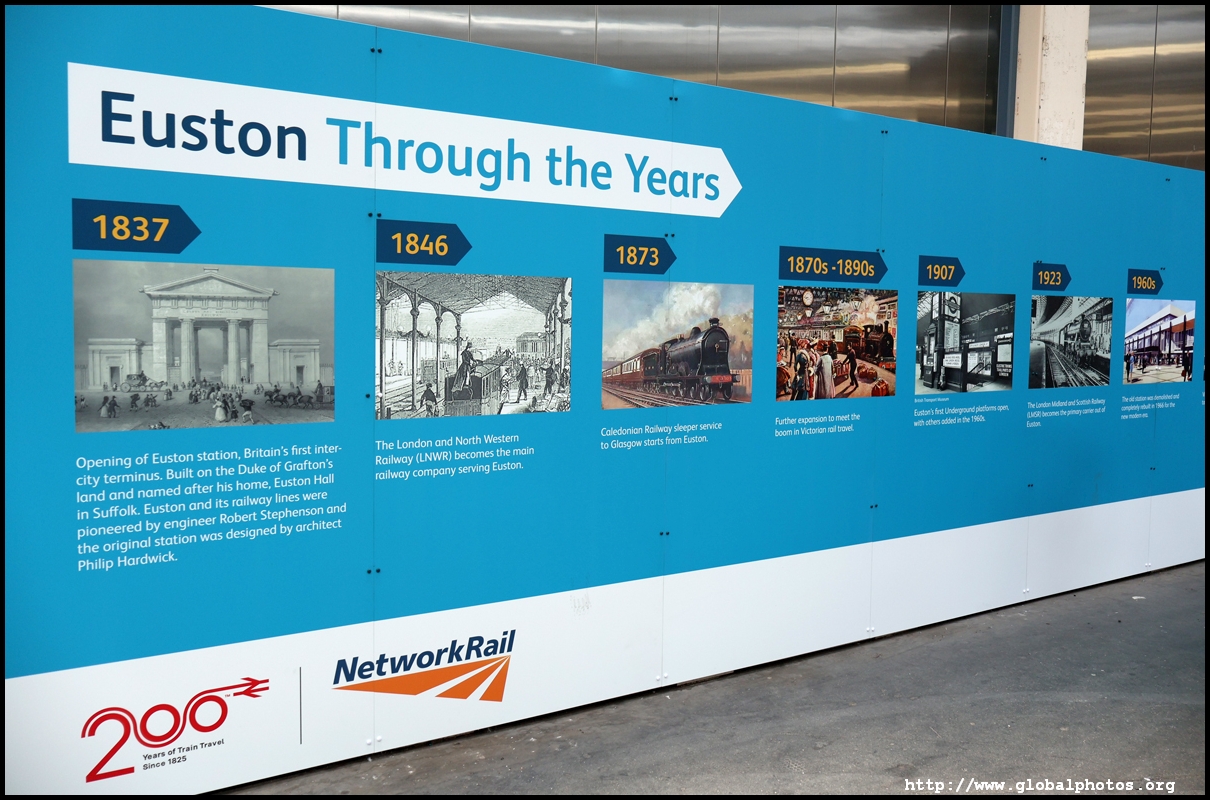 Euston Through the Years
1837
Opening of Euston station, Britain's first inter-
city terminus. Built on the Duke of Grafton's
land and named after his home, Euston Hall
in Suffolk. Euston and its railway lines were
pioneered by engineer Robert Stephenson and
the original station was designed by architect
Philip Hardwick.
1846
The London and North Western
Railway (LNWR) becomes the main
railway company serving Euston.
1873
Caledonian Railway sleeper service
to Glasgow starts from Euston.
1870s -1890s
Further expansion to meet the
boom in Victorian rail travel.
1907
British Transport Museum
Euston's first Underground platforms open,
with others added in the 1960s.
1923
The London Midland and Scottish Railway
(LMSR) becomes the primary carrier out of
Euston.
1960s
The old station was demolished and
completely rebuilt in 1966 for the
new modern era.
200
Years of Train Travel
Since 1825
NetworkRail
http://www.globalphotos.org